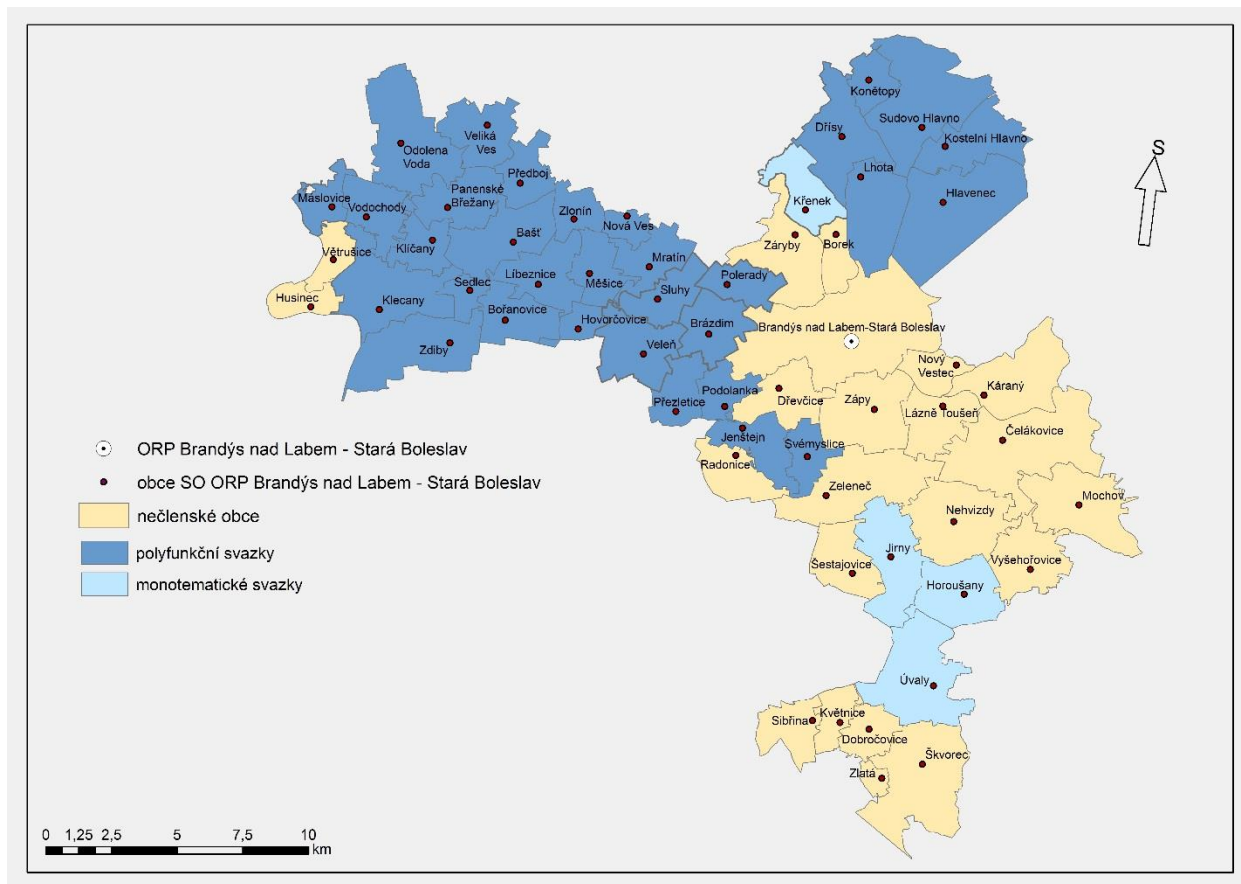 Konětopy
Sudovo Hlavno
Dřísy
Kostelní Hlavno
Lhota
Hlavenec
S
Veliká
Ves
Odolena
Voda
Předboj
Panenské
Břežany
Máslovice
Vodochody
Zlonín
Nová Ves
Křenek
Klíčany
Bašť
Záryby
Borek
Větrušice
Mratín
Líbeznice
Měšice
Sedlec
Sluhy
Polerady
Husinec
Klecany
Bořanovice
Hovorčovice
Brázdim
Brandýs nad Labem-Stará Boleslav
Zdiby
Veleň
Nový
Vestec
Káraný
Přezletice
Podolanka
Dřevčice
Zápy
Lázně Toušeň
Čelákovice
Jenštejn
Svémyslice
Radonice
Zeleneč
Mochov
Nehvizdy
Jirny
Šestajovice
Vyšehořovice
Horoušany
Úvaly
Sibřina
Květnice
Dobročovice
Škvorec
Zlatá
ORP Brandýs nad Labem - Stará Boleslav
obce SO ORP Brandýs nad Labem - Stará Boleslav
nečlenské obce
polyfunkční svazky
monotematické svazky
0 1,25 2,5 5 7,5 10
km